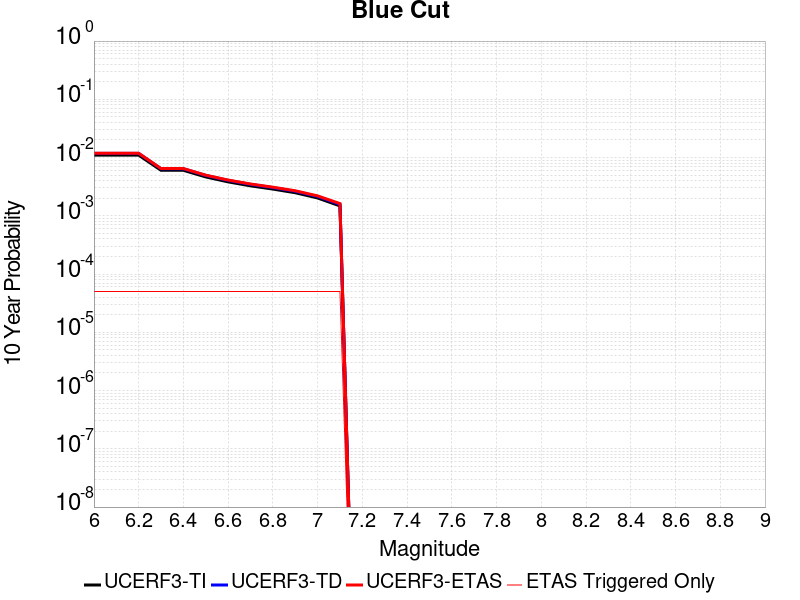 Blue Cut
10 0
10 -1
10 -2
10 -3
10 -4
10 -5
10 -6
10 -7
10 -8
10 Year Probability
6 6.2 6.4 6.6 6.8 7 7.2 7.4 7.6 7.8 8 8.2 8.4 8.6 8.8 9
Magnitude
UCERF3-TI UCERF3-TD UCERF3-ETAS ETAS Triggered Only